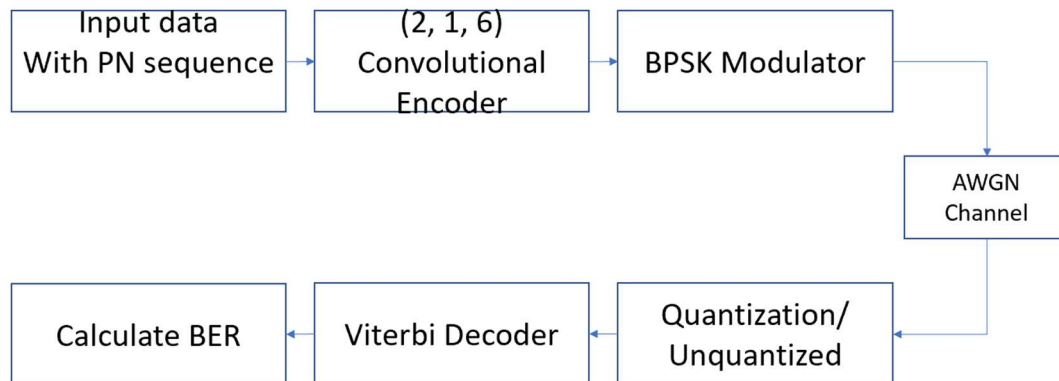 Input data
With PN sequence
(2, 1, 6)
Convolutional
Encoder
BPSK Modulator
AWGN
Channel
Calculate BER
Viterbi Decoder
Quantization/
Unquantized